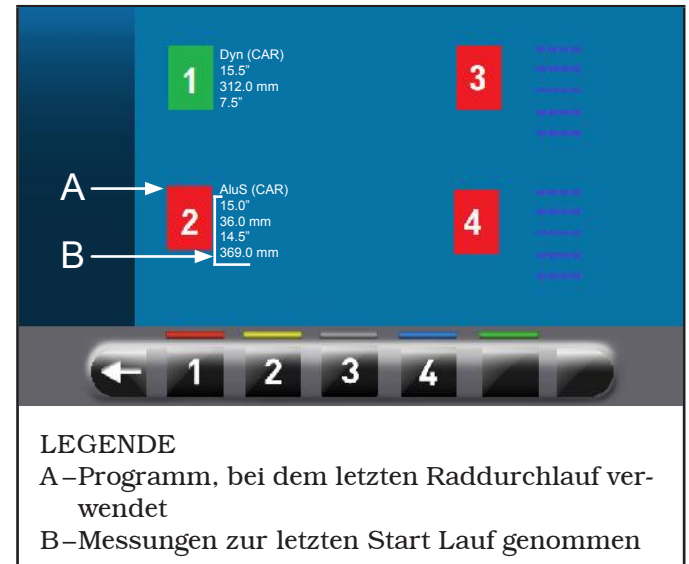 1
Dyn (CAR)
15.5”
312.0 mm
7.5”
3
A
2
AluS (CAR)
15.0”
36.0 mm
14.5”
369.0 mm
B
4
1 2 3 4
LEGENDE
A–Programm, bei dem letzten Raddurchlauf ver-
wendet
B–Messungen zur letzten Start Lauf genommen